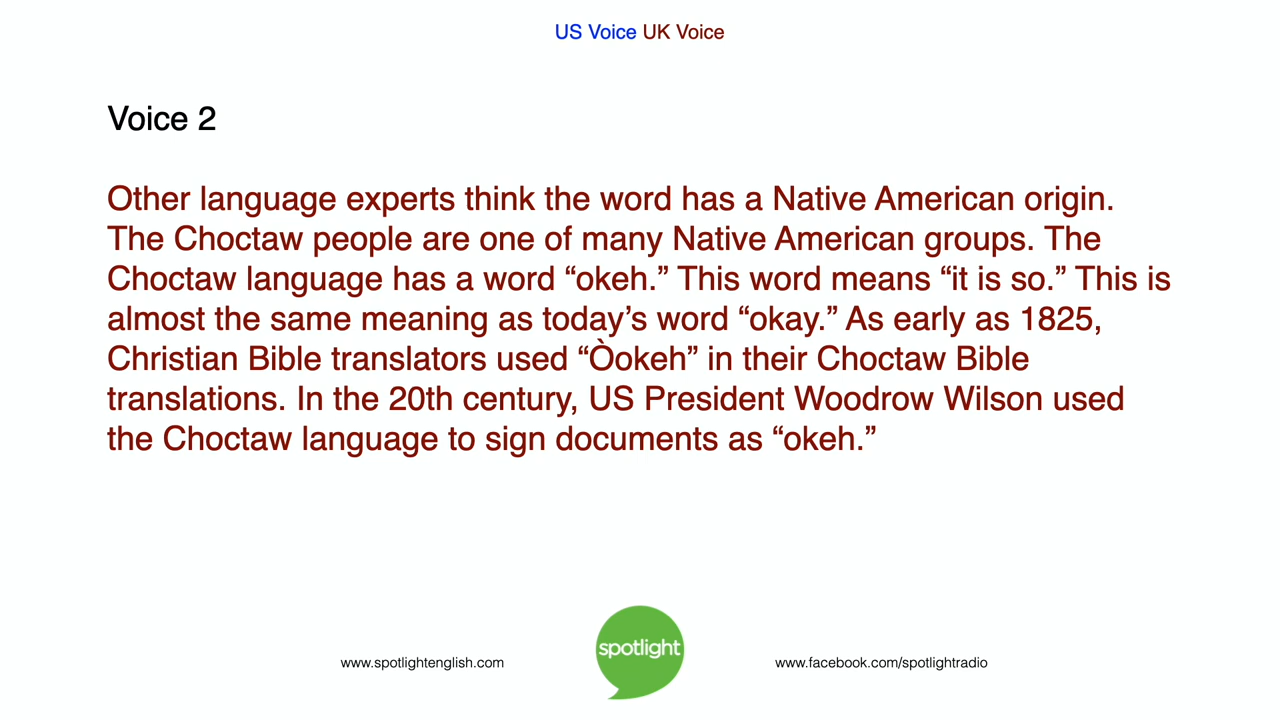 US Voice UK Voice
Voice 2
Other language experts think the word has a Native American origin.
The Choctaw people are one of many Native American groups. The
Choctaw language has a word “okeh.” This word means “it is so.” This is
almost the same meaning as today’s word “okay.” As early as 1825,
Christian Bible translators used “Òokeh” in their Choctaw Bible
translations. In the 20th century, US President Woodrow Wilson used
the Choctaw language to sign documents as “okeh.”
spotlight
www.spotlightenglish.com
www.facebook.com/spotlightradio